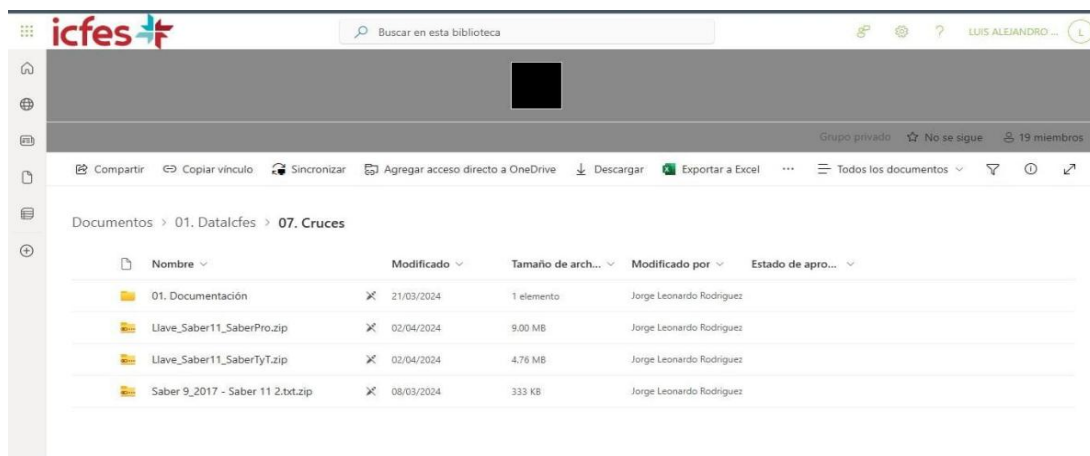 icfes
Buscar en esta biblioteca
? LUIS ALEJANDRO ... L
Grupo privado No se sigue 19 miembros
Compartir Copiar vínculo Sincronizar Agregar acceso directo a OneDrive Descargar Exportar a Excel ... Todos los documentos
Documentos > 01. DataIcfes > 07. Cruces
Nombre Modificado Tamaño de arch... Modificado por Estado de apro...
01. Documentación 21/03/2024 1 elemento Jorge Leonardo Rodriguez
Llave_Saber11_SaberPro.zip 02/04/2024 9.00 MB Jorge Leonardo Rodriguez
Llave_Saber11_SaberTyT.zip 02/04/2024 4.76 MB Jorge Leonardo Rodriguez
Saber 9_2017 - Saber 11 2.txt.zip 08/03/2024 333 KB Jorge Leonardo Rodriguez